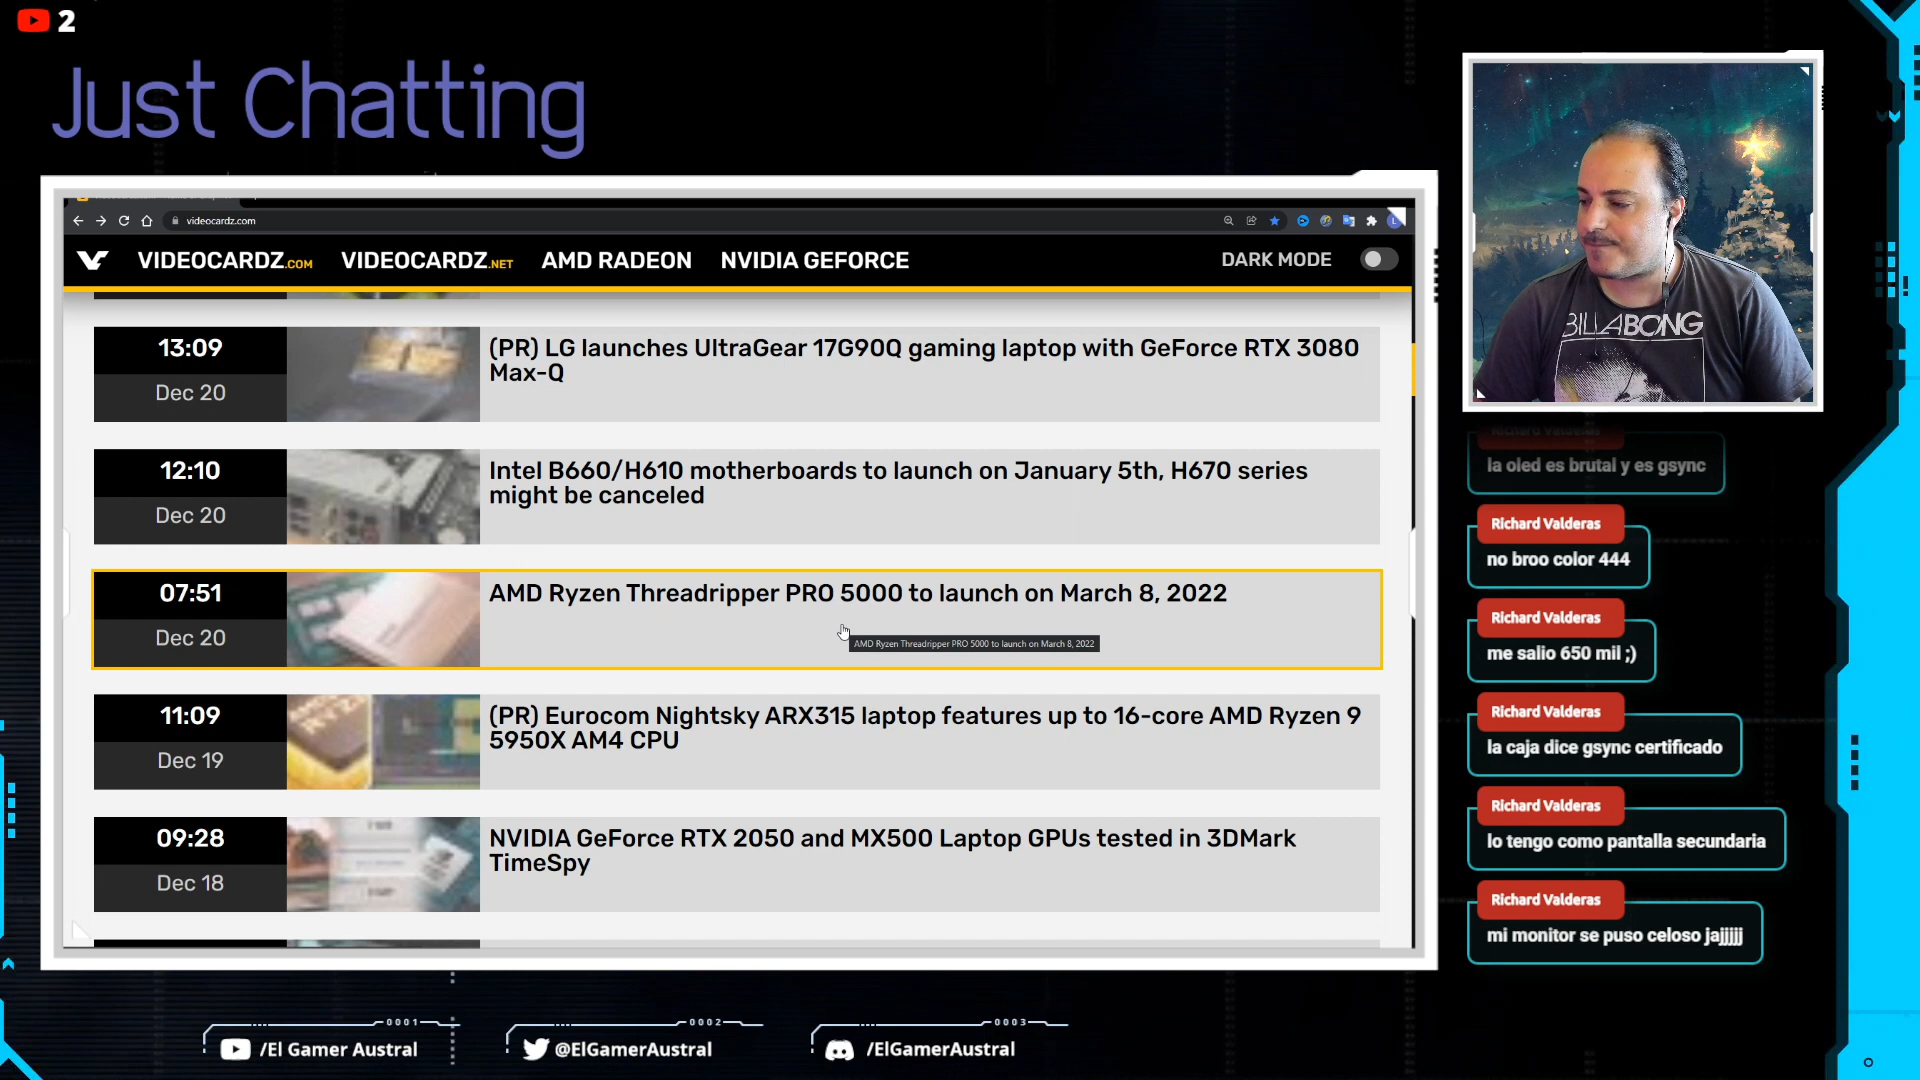 2
Just Chatting
videocardz.com
VIDEOCARDZ.COM VIDEOCARDZ.NET AMD RADEON NVIDIA GEFORCE DARK MODE
13:09
Dec 20
(PR) LG launches UltraGear 17G90Q gaming laptop with GeForce RTX 3080
Max-Q
12:10
Dec 20
Intel B660/H610 motherboards to launch on January 5th, H670 series
might be canceled
07:51
Dec 20
AMD Ryzen Threadripper PRO 5000 to launch on March 8, 2022
AMD Ryzen Threadripper PRO 5000 to launch on March 8, 2022
11:09
Dec 19
(PR) Eurocom Nightsky ARX315 laptop features up to 16-core AMD Ryzen 9
5950X AM4 CPU
09:28
Dec 18
NVIDIA GeForce RTX 2050 and MX500 Laptop GPUs tested in 3DMark
TimeSpy
BILLABONG
Richard Valderas
la oled es brutal y es gsync
Richard Valderas
no broo color 444
Richard Valderas
me salio 650 mil ;)
Richard Valderas
la caja dice gsync certificado
Richard Valderas
lo tengo como pantalla secundaria
Richard Valderas
mi monitor se puso celoso jajjjjj
0001
/El Gamer Austral
0002
@ElGamerAustral
0003
/ElGamerAustral